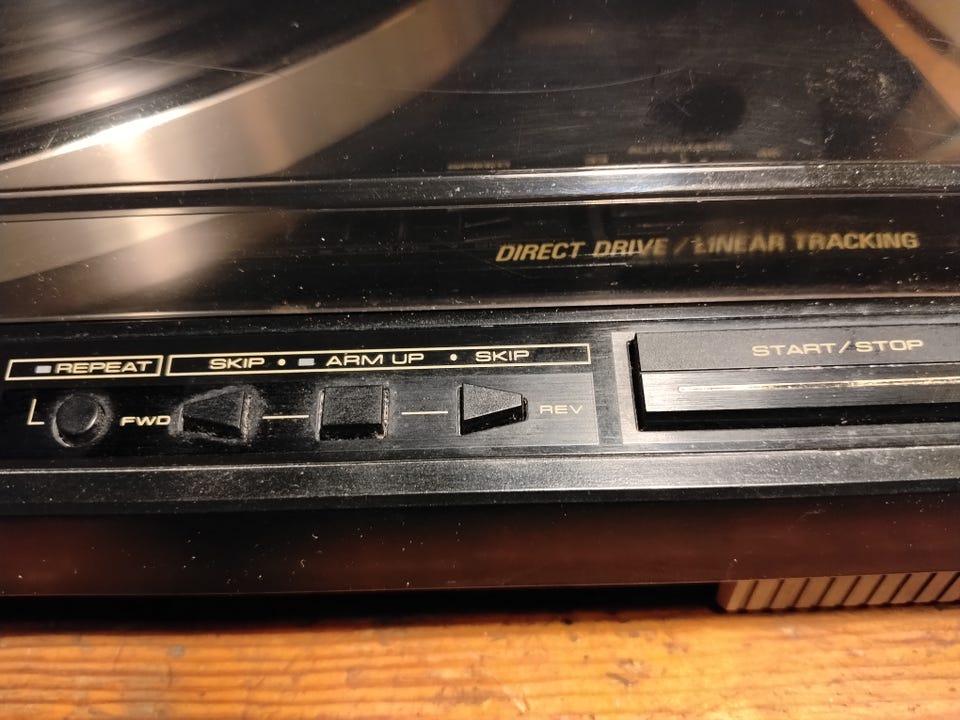 DIRECT DRIVE / LINEAR TRACKING
REPEAT SKIP • ARM UP • SKIP
START/STOP
FWD REV